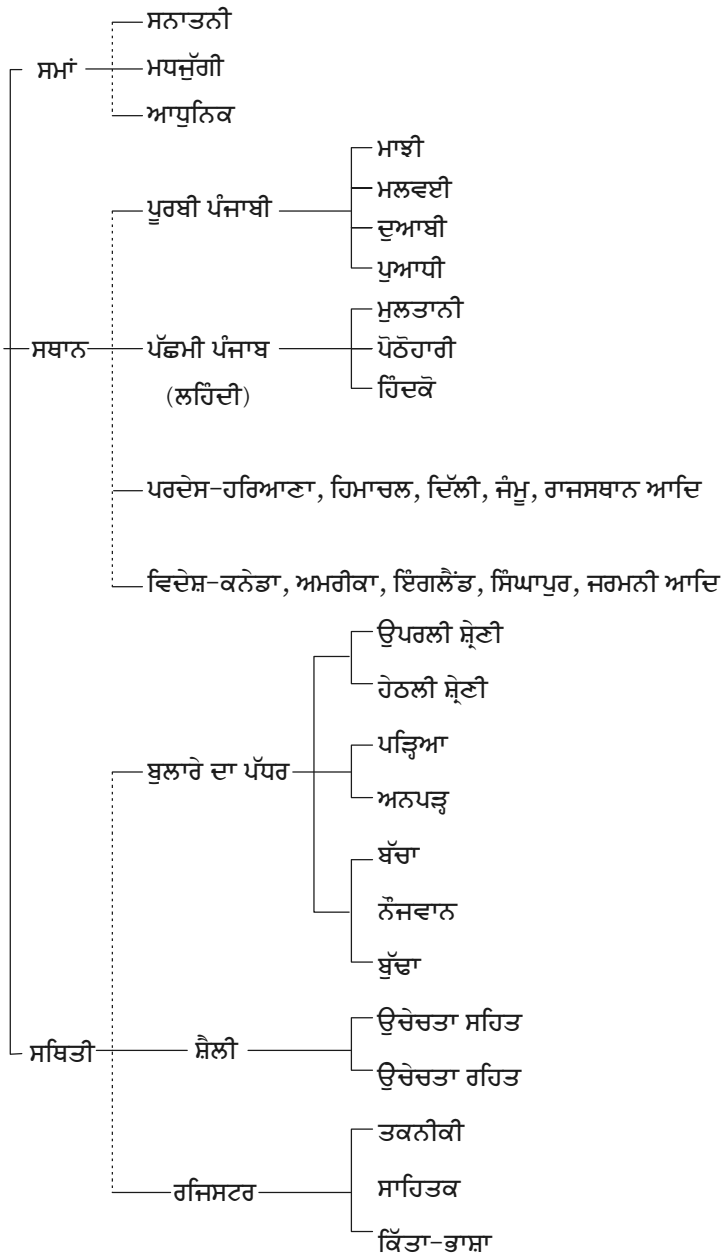 ਸਨਾਤਨੀ
ਸਮਾਂ
ਮਧਜੁੱਗੀ
ਆਧੁਨਿਕ
ਮਾਝੀ
ਮਲਵਈ
ਪੂਰਬੀ ਪੰਜਾਬੀ
ਦੁਆਬੀ
ਪੁਆਧੀ
ਮੁਲਤਾਨੀ
ਸਥਾਨ
ਪੱਛਮੀ ਪੰਜਾਬ
ਪੋਠੋਹਾਰੀ
(ਲਹਿੰਦੀ)
ਹਿੰਦਕੋ
ਪਰਦੇਸ-ਹਰਿਆਣਾ, ਹਿਮਾਚਲ, ਦਿੱਲੀ, ਜੰਮੂ, ਰਾਜਸਥਾਨ ਆਦਿ
ਵਿਦੇਸ਼-ਕਨੇਡਾ, ਅਮਰੀਕਾ, ਇੰਗਲੈਂਡ, ਸਿੰਘਾਪੁਰ, ਜਰਮਨੀ ਆਦਿ
ਉਪਰਲੀ ਸ਼੍ਰੇਣੀ
ਹੇਠਲੀ ਸ਼੍ਰੇਣੀ
ਪੜ੍ਹਿਆ
ਬੁਲਾਰੇ ਦਾ ਪੱਧਰ
ਅਨਪੜ੍ਹ
ਬੱਚਾ
ਨੌਜਵਾਨ
ਬੁੱਢਾ
ਉਚੇਚਤਾ ਸਹਿਤ
ਸਥਿਤੀ
ਸ਼ੈਲੀ
ਉਚੇਚਤਾ ਰਹਿਤ
ਤਕਨੀਕੀ
ਰਜਿਸਟਰ
ਸਾਹਿਤਕ
ਕਿੱਤਾ-ਭਾਸ਼ਾ